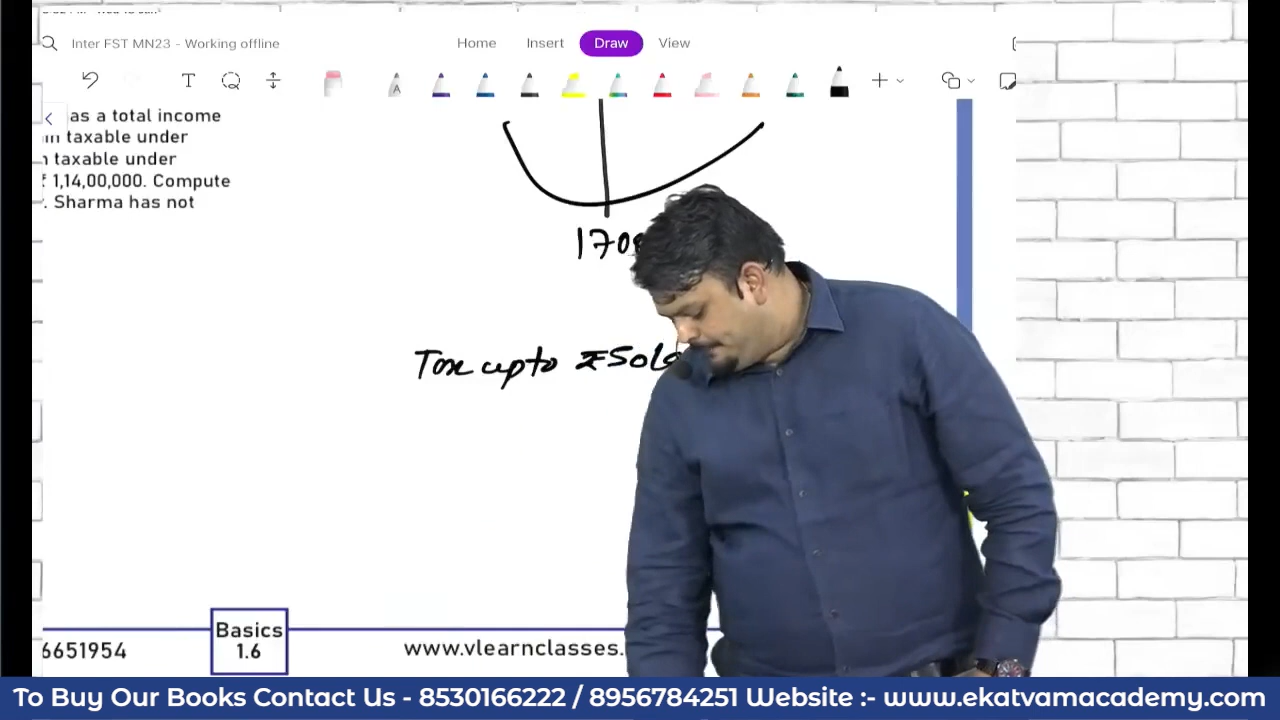 Inter FST MN23 - Working offline
Home Insert Draw View
T
A
as a total income
taxable under
taxable under
₹ 1,14,00,000. Compute
. Sharma has not
170
Tax upto ₹50L
Basics
1.6
6651954
www.vlearnclasses.
To Buy Our Books Contact Us - 8530166222 / 8956784251 Website :- www.ekatvamacademy.com